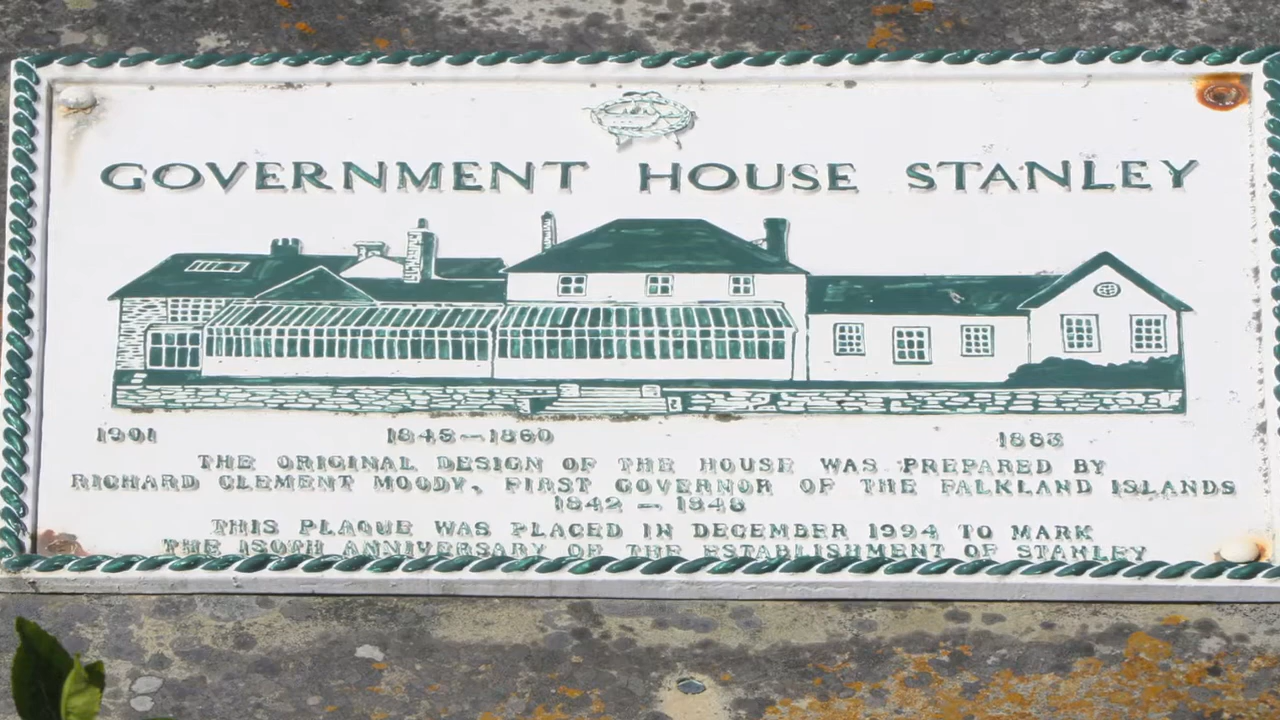 GOVERNMENT HOUSE STANLEY
1901 1845-1860 1883
THE ORIGINAL DESIGN OF THE HOUSE WAS PREPARED BY
RICHARD CLEMENT MOODY, FIRST GOVERNOR OF THE FALKLAND ISLANDS
1842 - 1848
THIS PLAQUE WAS PLACED IN DECEMBER 1994 TO MARK
THE 150TH ANNIVERSARY OF THE ESTABLISHMENT OF STANLEY